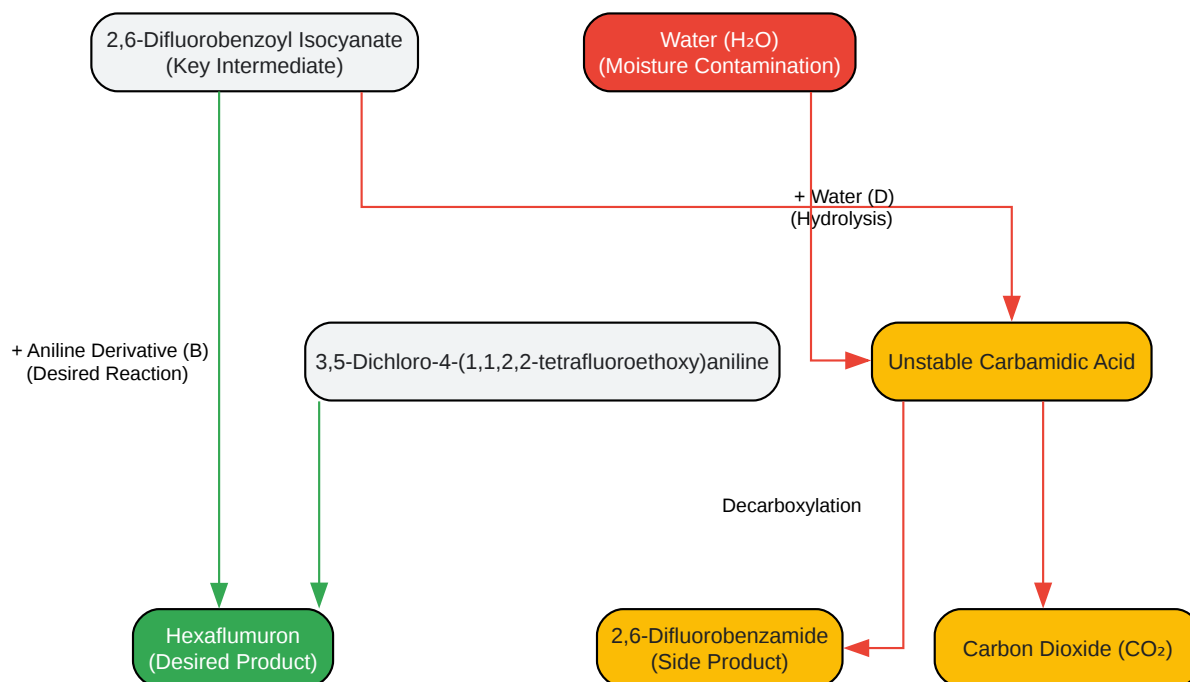 2,6-Difluorobenzoyl Isocyanate
(Key Intermediate)
Water (H₂O)
(Moisture Contamination)
+ Water (D)
(Hydrolysis)
+ Aniline Derivative (B)
(Desired Reaction)
3,5-Dichloro-4-(1,1,2,2-tetrafluoroethoxy)aniline
Unstable Carbamidic Acid
Decarboxylation
Hexaflumuron
(Desired Product)
2,6-Difluorobenzamide
(Side Product)
Carbon Dioxide (CO₂)